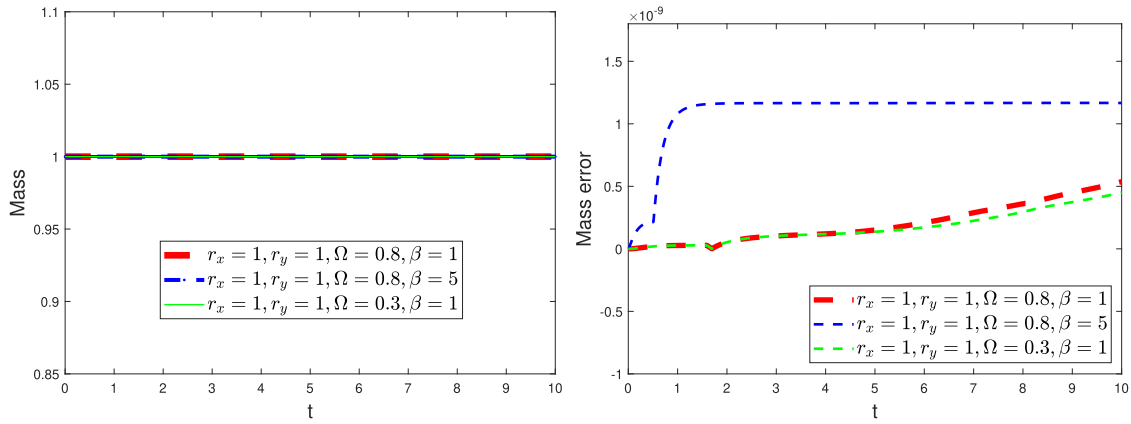 1.1
1.05
1
0.95
0.9
0.85
Mass
0 1 2 3 4 5 6 7 8 9 10
t
r_x = 1, r_y = 1, Ω = 0.8, β = 1
r_x = 1, r_y = 1, Ω = 0.8, β = 5
r_x = 1, r_y = 1, Ω = 0.3, β = 1
×10⁻⁹
1.5
1
0.5
0
-0.5
-1
Mass error
0 1 2 3 4 5 6 7 8 9 10
t
r_x = 1, r_y = 1, Ω = 0.8, β = 1
r_x = 1, r_y = 1, Ω = 0.8, β = 5
r_x = 1, r_y = 1, Ω = 0.3, β = 1